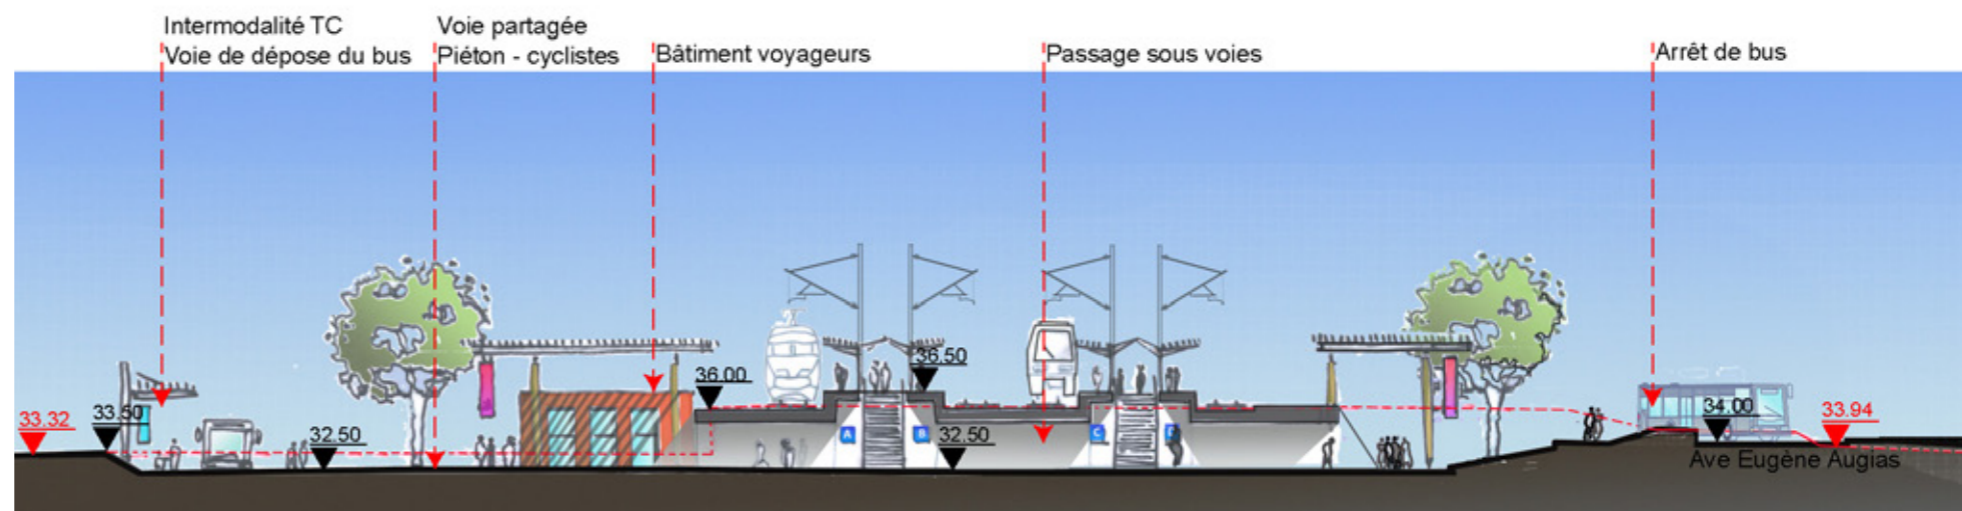 Intermodalité TC
Voie de dépose du bus
Voie partagée
Piéton - cyclistes
Bâtiment voyageurs
Passage sous voies
Arrêt de bus
33.32
33.50
32.50
36.00
36.50
32.50
A
B
C
34.00
33.94
Ave Eugène Augias